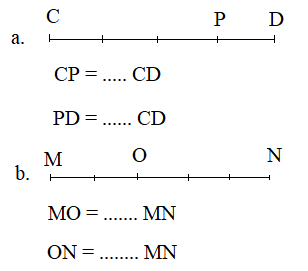 C P D
a.
CP = ..... CD
PD = ...... CD
M O N
b.
MO = ....... MN
ON = ........ MN